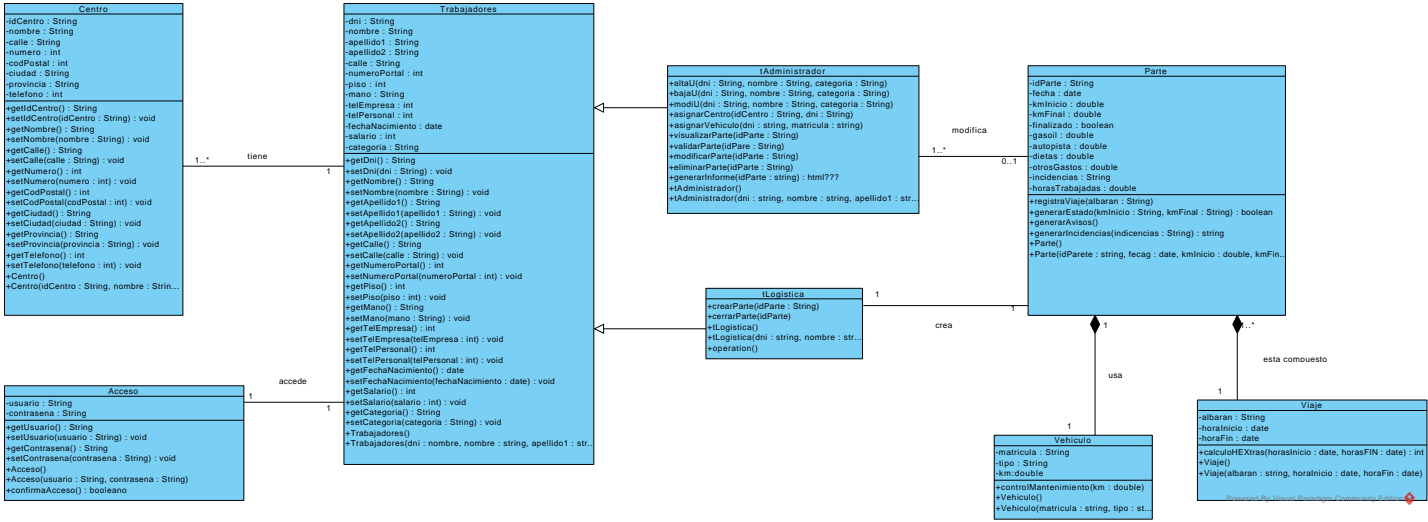 Centro
-idCentro : String
-nombre : String
-calle : String
-numero : int
-codPostal : int
-ciudad : String
-provincia : String
-telefono : int
+getIdCentro() : String
+setIdCentro(idCentro : String) : void
+getNombre() : String
+setNombre(nombre : String) : void
+getCalle() : String
+setCalle(calle : String) : void
+getNumero() : int
+setNumero(numero : int) : void
+getCodPostal() : int
+setCodPostal(codPostal : int) : void
+getCiudad() : String
+setCiudad(ciudad : String) : void
+getProvincia() : String
+setProvincia(provincia : String) : void
+getTelefono() : int
+setTelefono(telefono : int) : void
+Centro()
+Centro(idCentro : String, nombre : Strin...
1..*
tiene
1
Trabajadores
-dni : String
-nombre : String
-apellido1 : String
-apellido2 : String
-calle : String
-numeroPortal : int
-piso : int
-mano : String
-telEmpresa : int
-telPersonal : int
-fechaNacimiento : date
-salario : int
-categoria : String
+getDni() : String
+setDni(dni : String) : void
+getNombre() : String
+setNombre(nombre : String) : void
+getApellido1() : String
+setApellido1(apellido1 : String) : void
+getApellido2() : String
+setApellido2(apellido2 : String) : void
+getCalle() : String
+setCalle(calle : String) : void
+getNumeroPortal() : int
+setNumeroPortal(numeroPortal : int) : void
+getPiso() : int
+setPiso(piso : int) : void
+getMano() : String
+setMano(mano : String) : void
+getTelEmpresa() : int
+setTelEmpresa(telEmpresa : int) : void
+getTelPersonal() : int
+setTelPersonal(telPersonal : int) : void
+getFechaNacimiento() : date
+setFechaNacimiento(fechaNacimiento : date) : void
+getSalario() : int
+setSalario(salario : int) : void
+getCategoria() : String
+setCategoria(categoria : String) : void
+Trabajadores()
+Trabajadores(dni : nombre, nombre : string, apellido1 : str...
Acceso
-usuario : String
-contrasena : String
+getUsuario() : String
+setUsuario(usuario : String) : void
+getContrasena() : String
+setContrasena(contrasena : String) : void
+Acceso()
+Acceso(usuario : String, contrasena : String)
+confirmaAcceso() : booleano
accede
1
1
tAdministrador
+altaU(dni : String, nombre : String, categoria : String)
+bajaU(dni : String, nombre : String, categoria : String)
+modiU(dni : String, nombre : String, categoria : String)
+asignarCentro(idCentro : String, dni : String)
+asignarVehiculo(dni : string, matricula : string)
+visualizarParte(idParte : String)
+validarParte(idPare : String)
+modificarParte(idParte : String)
+eliminarParte(idParte : String)
+generarInforme(idParte : string) : html???
+tAdministrador()
+tAdministrador(dni : string, nombre : string, apellido1 : str...
modifica
1..*
0..1
tLogistica
+crearParte(idParte : String)
+cerrarParte(idParte)
+tLogistica()
+tLogistica(dni : string, nombre : str...
+operation()
1
crea
1
Parte
-idParte : String
-fecha : date
-kmInicio : double
-kmFinal : double
-finalizado : boolean
-gasoil : double
-autopista : double
-dietas : double
-otrosGastos : double
-incidencias : String
-horasTrabajadas : double
+registraViaje(albaran : String)
+generarEstado(kmInicio : String, kmFinal : String) : boolean
+generarAvisos()
+generarIncidencias(indicencias : String) : string
+Parte()
+Parte(idParete : string, fecag : date, kmInicio : double, kmFin...
1
usa
1
1..*
esta compuesto
1
Vehiculo
-matricula : String
-tipo : String
-km:double
+controlMantenimiento(km : double)
+Vehiculo()
+Vehiculo(matricula : string, tipo : st...
Viaje
-albaran : String
-horaInicio : date
-horaFin : date
+calculoHEXtras(horasInicio : date, horasFIN : date) : int
+Viaje()
+Viaje(albaran : string, horaInicio : date, horaFin : date)
Powered By Visual Paradigm Community Edition